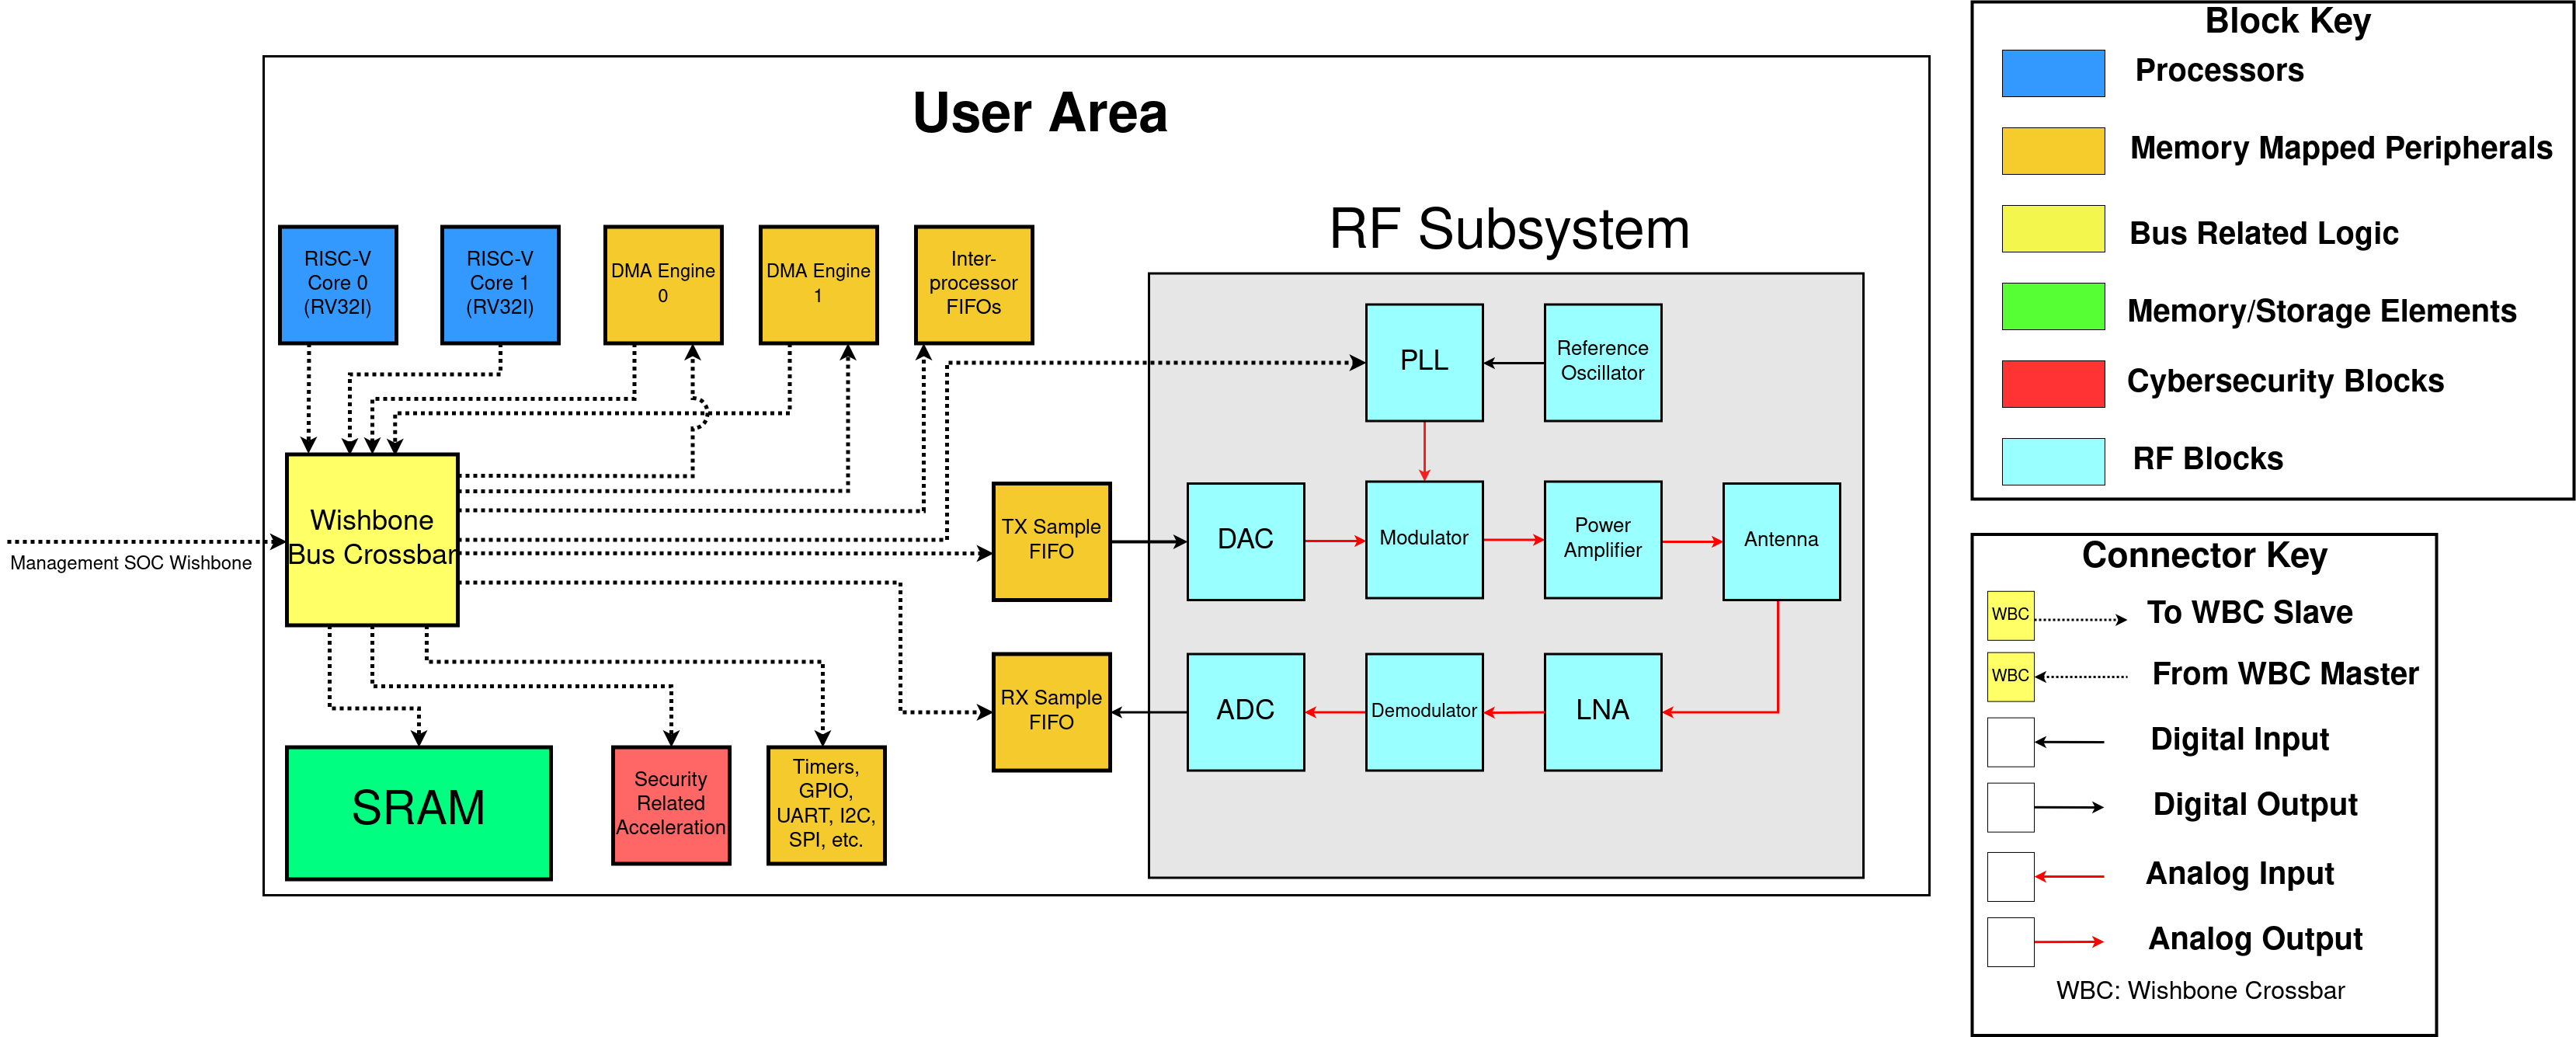 User Area
RISC-V
Core 0
(RV32I)
RISC-V
Core 1
(RV32I)
DMA Engine
0
DMA Engine
1
Inter-
processor
FIFOs
RF Subsystem
PLL
Reference
Oscillator
Wishbone
Bus Crossbar
Management SOC Wishbone
TX Sample
FIFO
DAC
Modulator
Power
Amplifier
Antenna
RX Sample
FIFO
ADC
Demodulator
LNA
SRAM
Security
Related
Acceleration
Timers,
GPIO,
UART, I2C,
SPI, etc.
Block Key
Processors
Memory Mapped Peripherals
Bus Related Logic
Memory/Storage Elements
Cybersecurity Blocks
RF Blocks
Connector Key
WBC
To WBC Slave
WBC
From WBC Master
Digital Input
Digital Output
Analog Input
Analog Output
WBC: Wishbone Crossbar